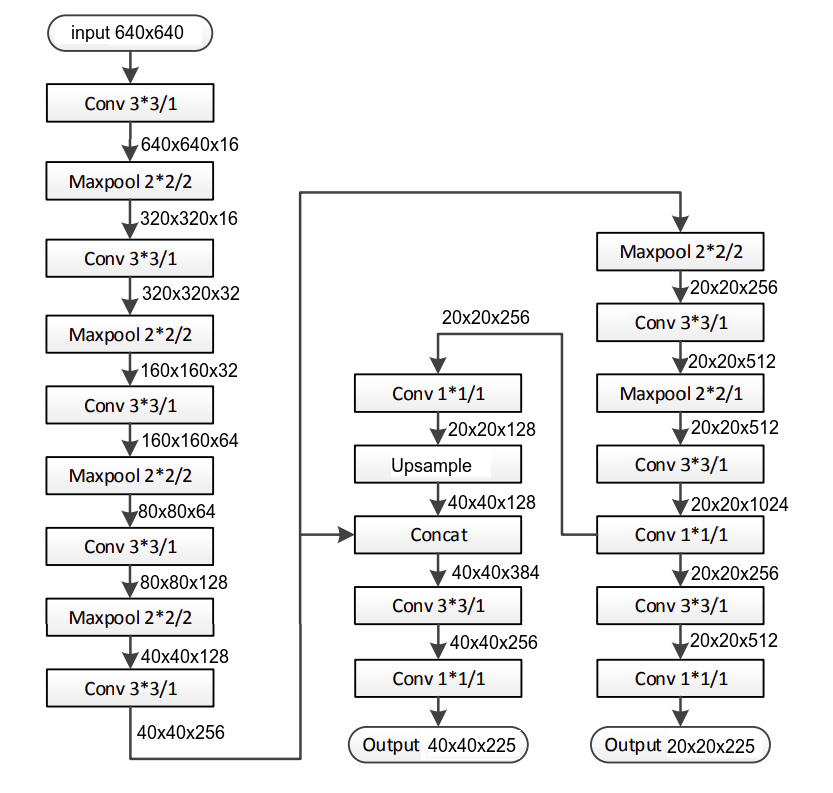 input 640x640
Conv 3*3/1
640x640x16
Maxpool 2*2/2
320x320x16
Conv 3*3/1
320x320x32
Maxpool 2*2/2
160x160x32
Conv 3*3/1
160x160x64
Maxpool 2*2/2
80x80x64
Conv 3*3/1
80x80x128
Maxpool 2*2/2
40x40x128
Conv 3*3/1
40x40x256
20x20x256
Conv 1*1/1
20x20x128
Upsample
40x40x128
Concat
40x40x384
Conv 3*3/1
40x40x256
Conv 1*1/1
Output 40x40x225
Maxpool 2*2/2
20x20x256
Conv 3*3/1
20x20x512
Maxpool 2*2/1
20x20x512
Conv 3*3/1
20x20x1024
Conv 1*1/1
20x20x256
Conv 3*3/1
20x20x512
Conv 1*1/1
Output 20x20x225